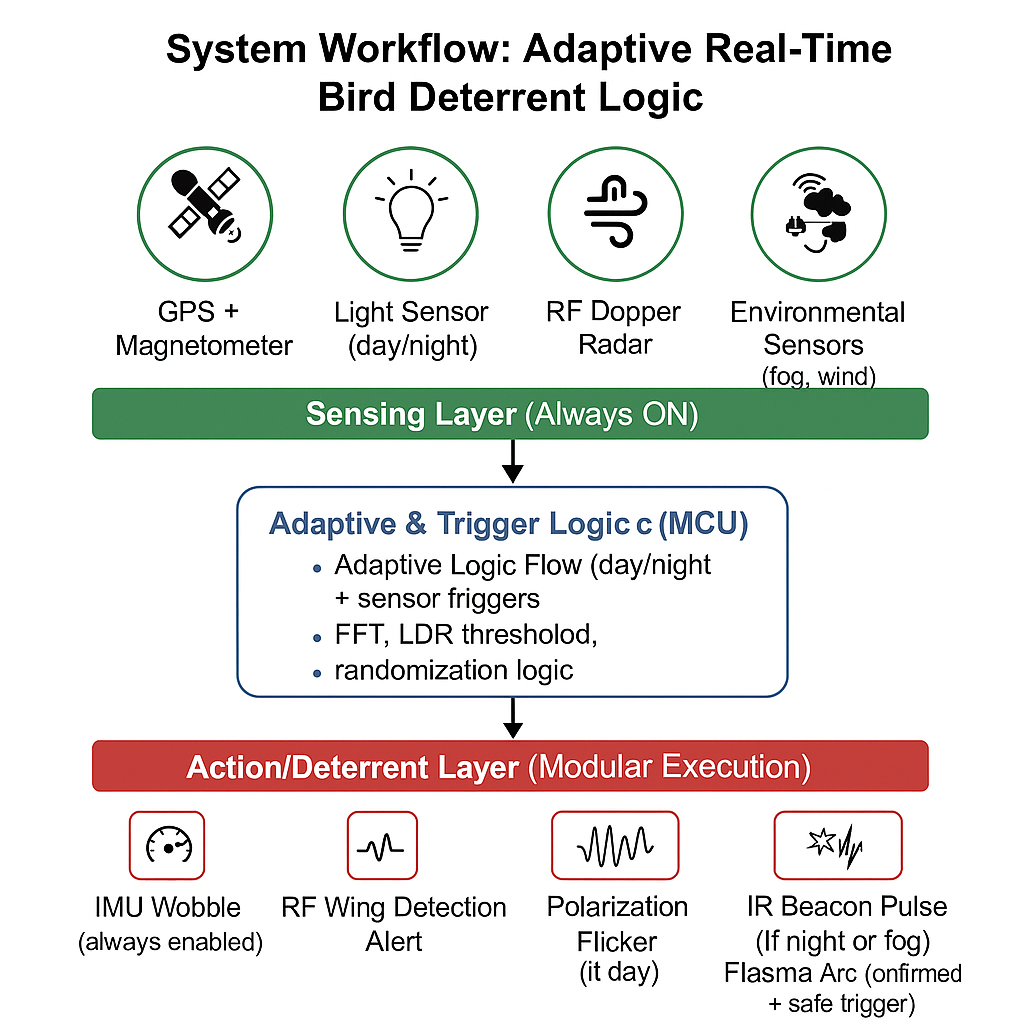 System Workflow: Adaptive Real-Time
Bird Deterrent Logic
GPS +
Magnetometer
Light Sensor
(day/night)
RF Dopper
Radar
Environmental
Sensors
(fog, wind)
Sensing Layer (Always ON)
Adaptive & Trigger Logic c (MCU)
• Adaptive Logic Flow (day/night
+ sensor friggers
• FFT, LDR thresholod,
• randomization logic
Action/Deterrent Layer (Modular Execution)
IMU Wobble
(always enabled)
RF Wing Detection
Alert
Polarization
Flicker
(it day)
IR Beacon Pulse
(If night or fog)
Flasma Arc (onfirmed
+ safe trigger)